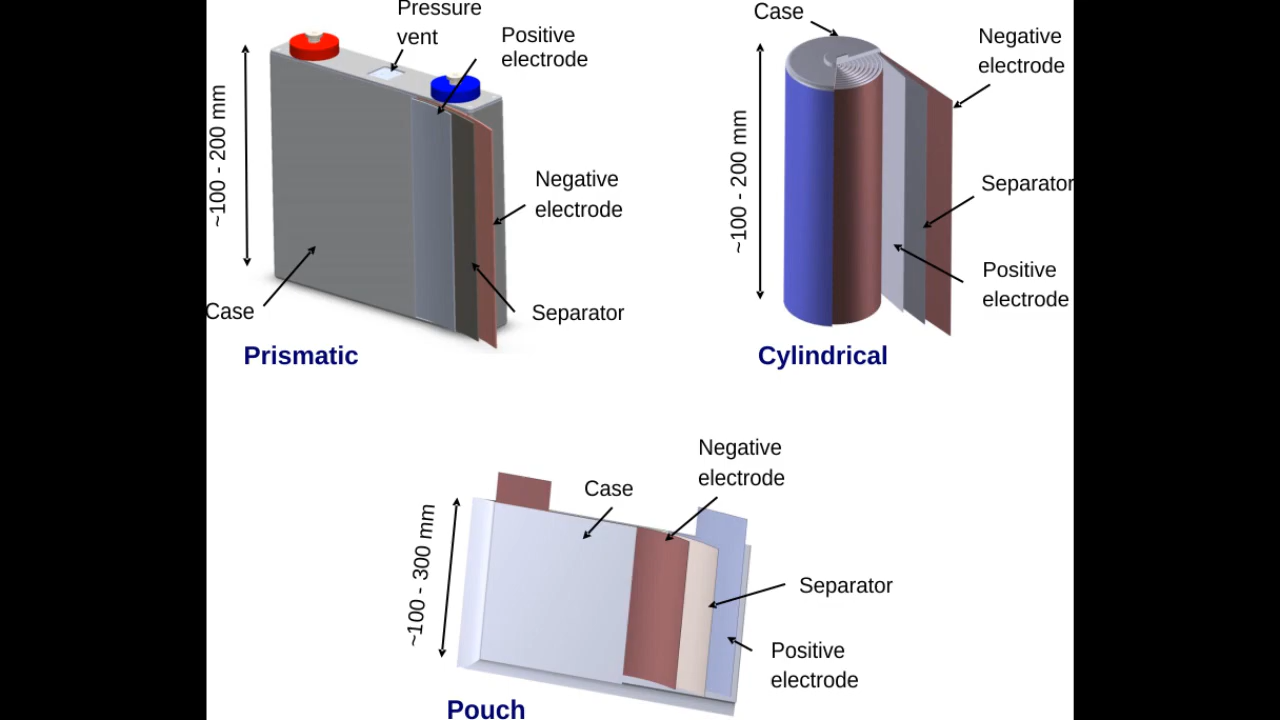 Pressure
vent
Positive
electrode
~100 - 200 mm
Negative
electrode
Case
Separator
Prismatic
Case
Negative
electrode
~100 - 200 mm
Separator
Positive
electrode
Cylindrical
Negative
electrode
Case
~100 - 300 mm
Separator
Positive
electrode
Pouch